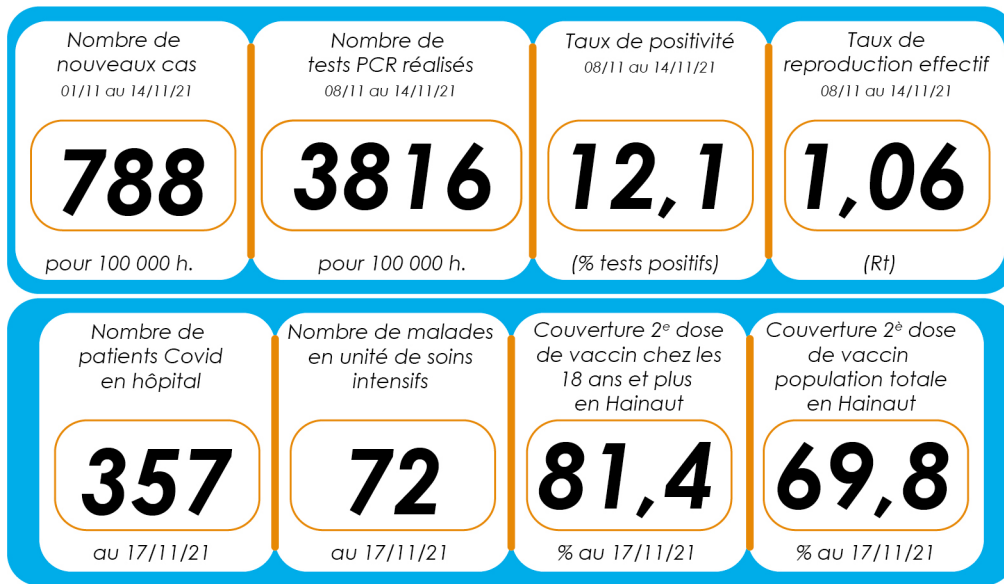 Nombre de
nouveaux cas
01/11 au 14/11/21
788
pour 100 000 h.
Nombre de
tests PCR réalisés
08/11 au 14/11/21
3816
pour 100 000 h.
Taux de positivité
08/11 au 14/11/21
12,1
(% tests positifs)
Taux de
reproduction effectif
08/11 au 14/11/21
1,06
(Rt)
Nombre de
patients Covid
en hôpital
357
au 17/11/21
Nombre de malades
en unité de soins
intensifs
72
au 17/11/21
Couverture 2e dose
de vaccin chez les
18 ans et plus
en Hainaut
81,4
% au 17/11/21
Couverture 2è dose
de vaccin
population totale
en Hainaut
69,8
% au 17/11/21